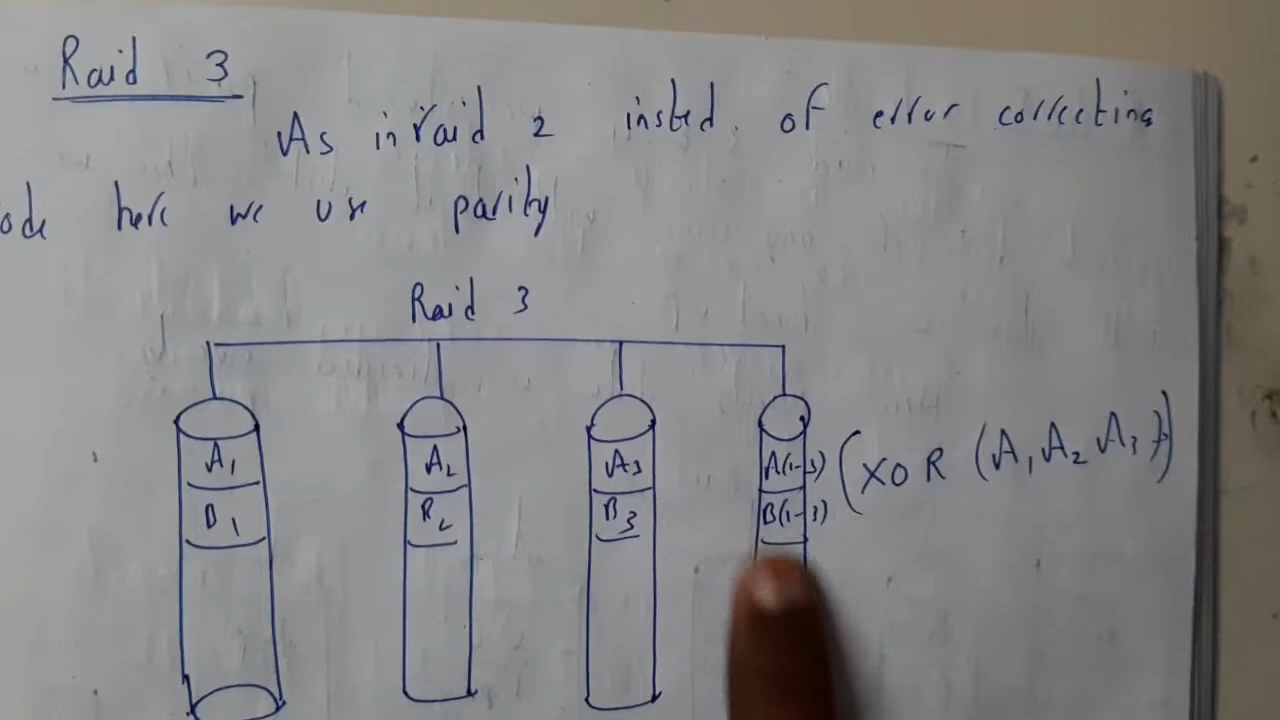 Raid 3
As in raid 2 insted. of error correcting
ode here we use parity
Raid 3
A1 A2 A3 A(1-3) (XOR (A1 A2 A3))
B1 B2 B3 B(1-3)